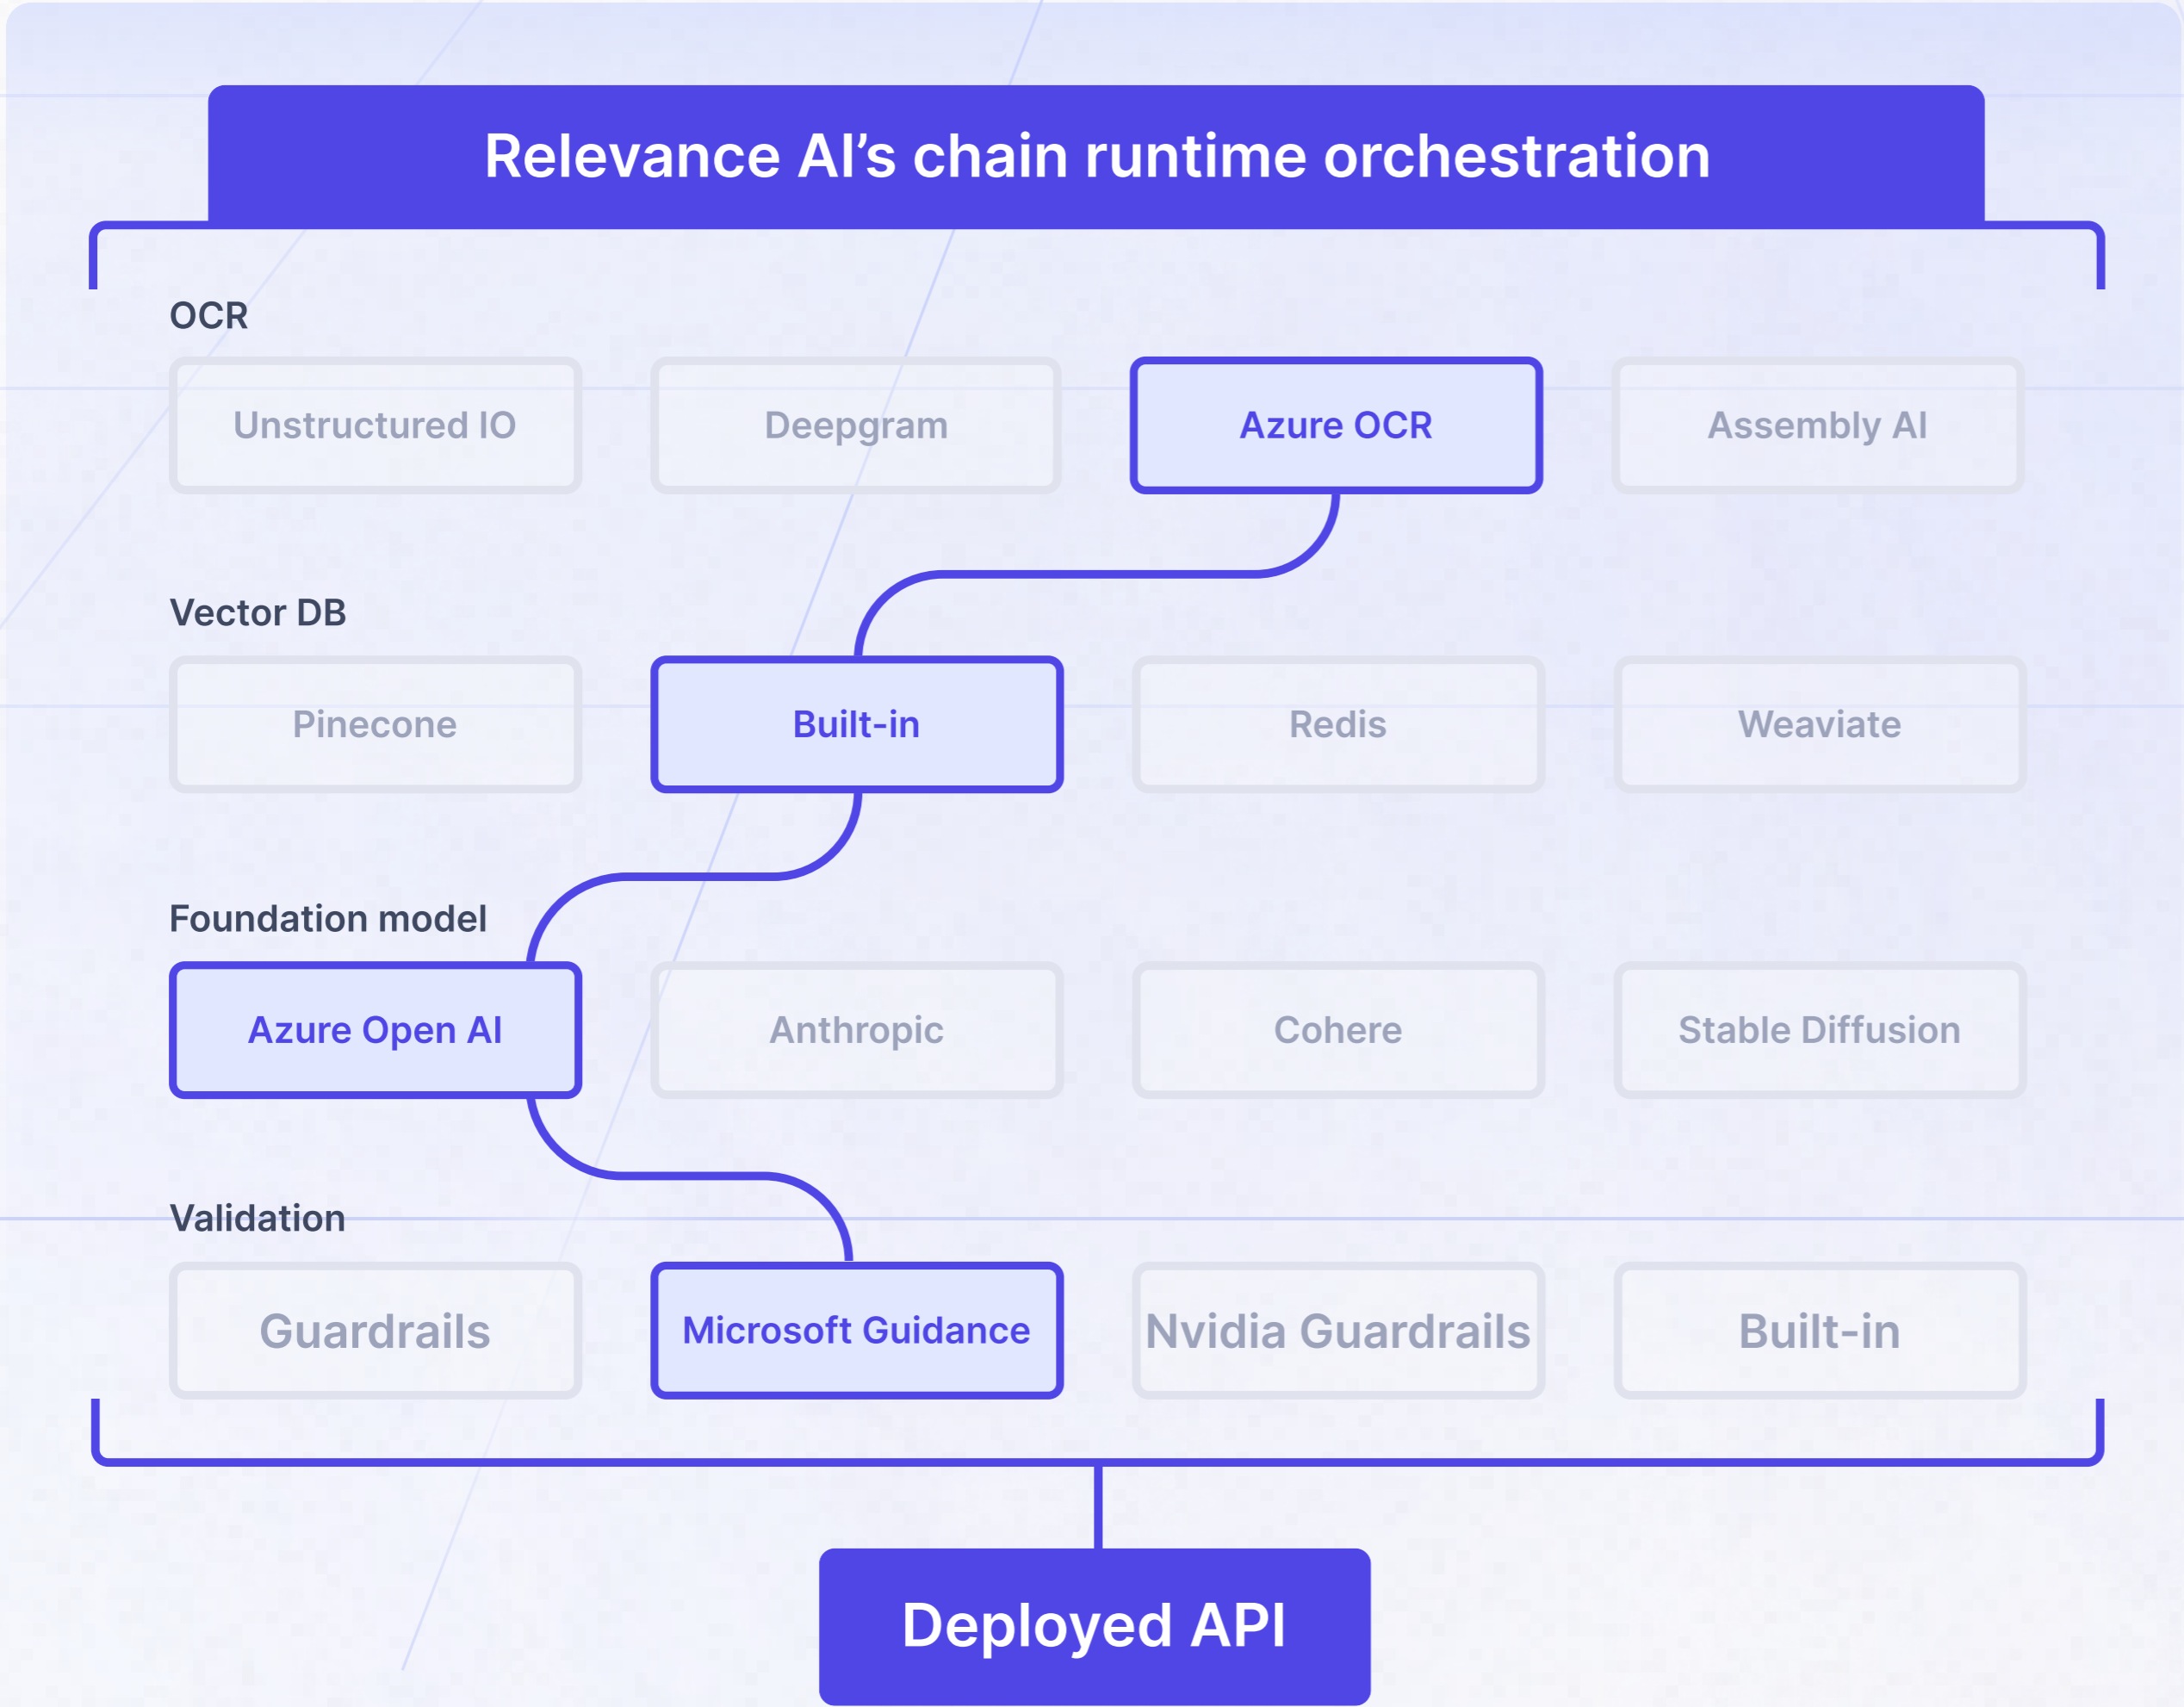 Relevance AI’s chain runtime orchestration
OCR
Unstructured IO
Deepgram
Azure OCR
Assembly AI
Vector DB
Pinecone
Built-in
Redis
Weaviate
Foundation model
Azure Open AI
Anthropic
Cohere
Stable Diffusion
Validation
Guardrails
Microsoft Guidance
Nvidia Guardrails
Built-in
Deployed API